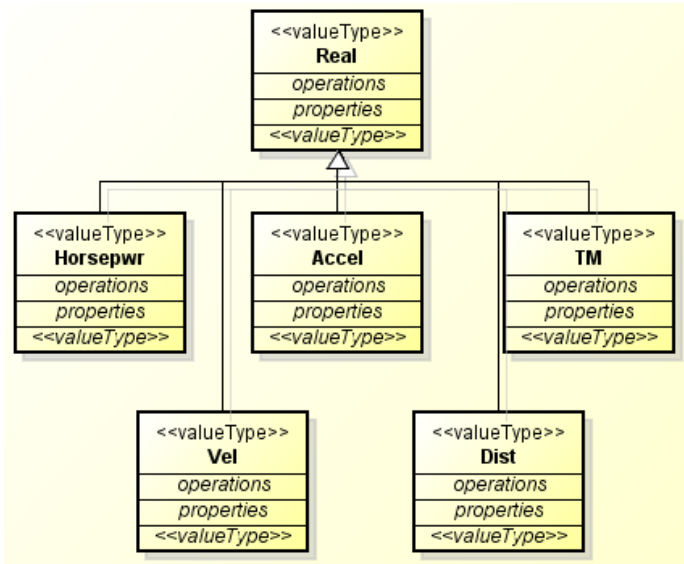 <<valueType>>
Real
operations
properties
<<valueType>>
<<valueType>>
Horsepwr
operations
properties
<<valueType>>
<<valueType>>
Accel
operations
properties
<<valueType>>
<<valueType>>
TM
operations
properties
<<valueType>>
<<valueType>>
Vel
operations
properties
<<valueType>>
<<valueType>>
Dist
operations
properties
<<valueType>>